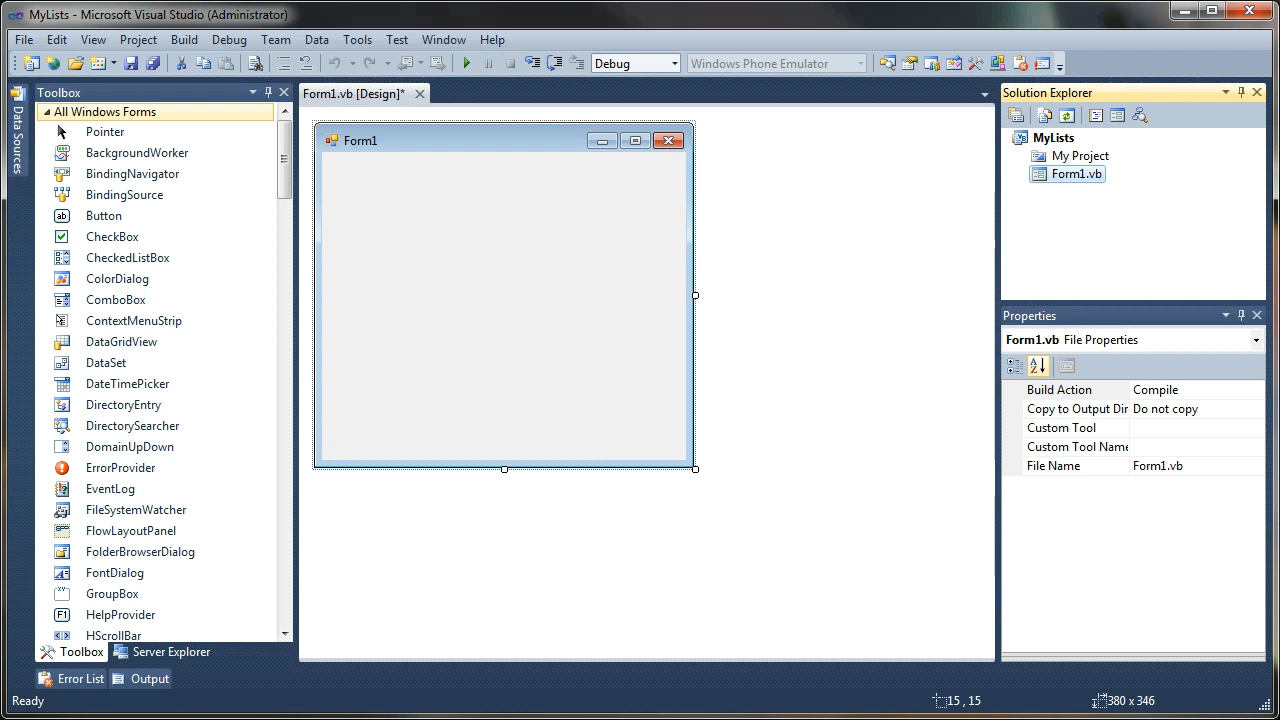 MyLists - Microsoft Visual Studio (Administrator)
File Edit View Project Build Debug Team Data Tools Test Window Help
Debug Windows Phone Emulator
Data Sources
Toolbox
All Windows Forms
Pointer
BackgroundWorker
BindingNavigator
BindingSource
ab Button
CheckBox
CheckedListBox
ColorDialog
ComboBox
ContextMenuStrip
DataGridView
DataSet
DateTimePicker
DirectoryEntry
DirectorySearcher
DomainUpDown
ErrorProvider
EventLog
FileSystemWatcher
FlowLayoutPanel
FolderBrowserDialog
FontDialog
GroupBox
F1 HelpProvider
HScrollBar
Toolbox Server Explorer
Form1.vb [Design]*
Form1
Solution Explorer
MyLists
My Project
Form1.vb
Properties
Form1.vb File Properties
Build Action Compile
Copy to Output Dir Do not copy
Custom Tool
Custom Tool Name
File Name Form1.vb
Error List Output
Ready 15 , 15 380 x 346